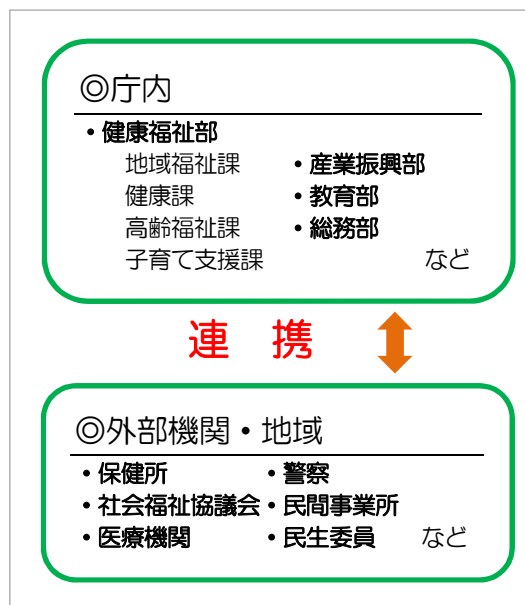 ◎庁内
・健康福祉部
地域福祉課 ・産業振興部
健康課 ・教育部
高齢福祉課 ・総務部
子育て支援課 など
連 携
◎外部機関・地域
・保健所 ・警察
・社会福祉協議会・民間事業所
・医療機関 ・民生委員 など